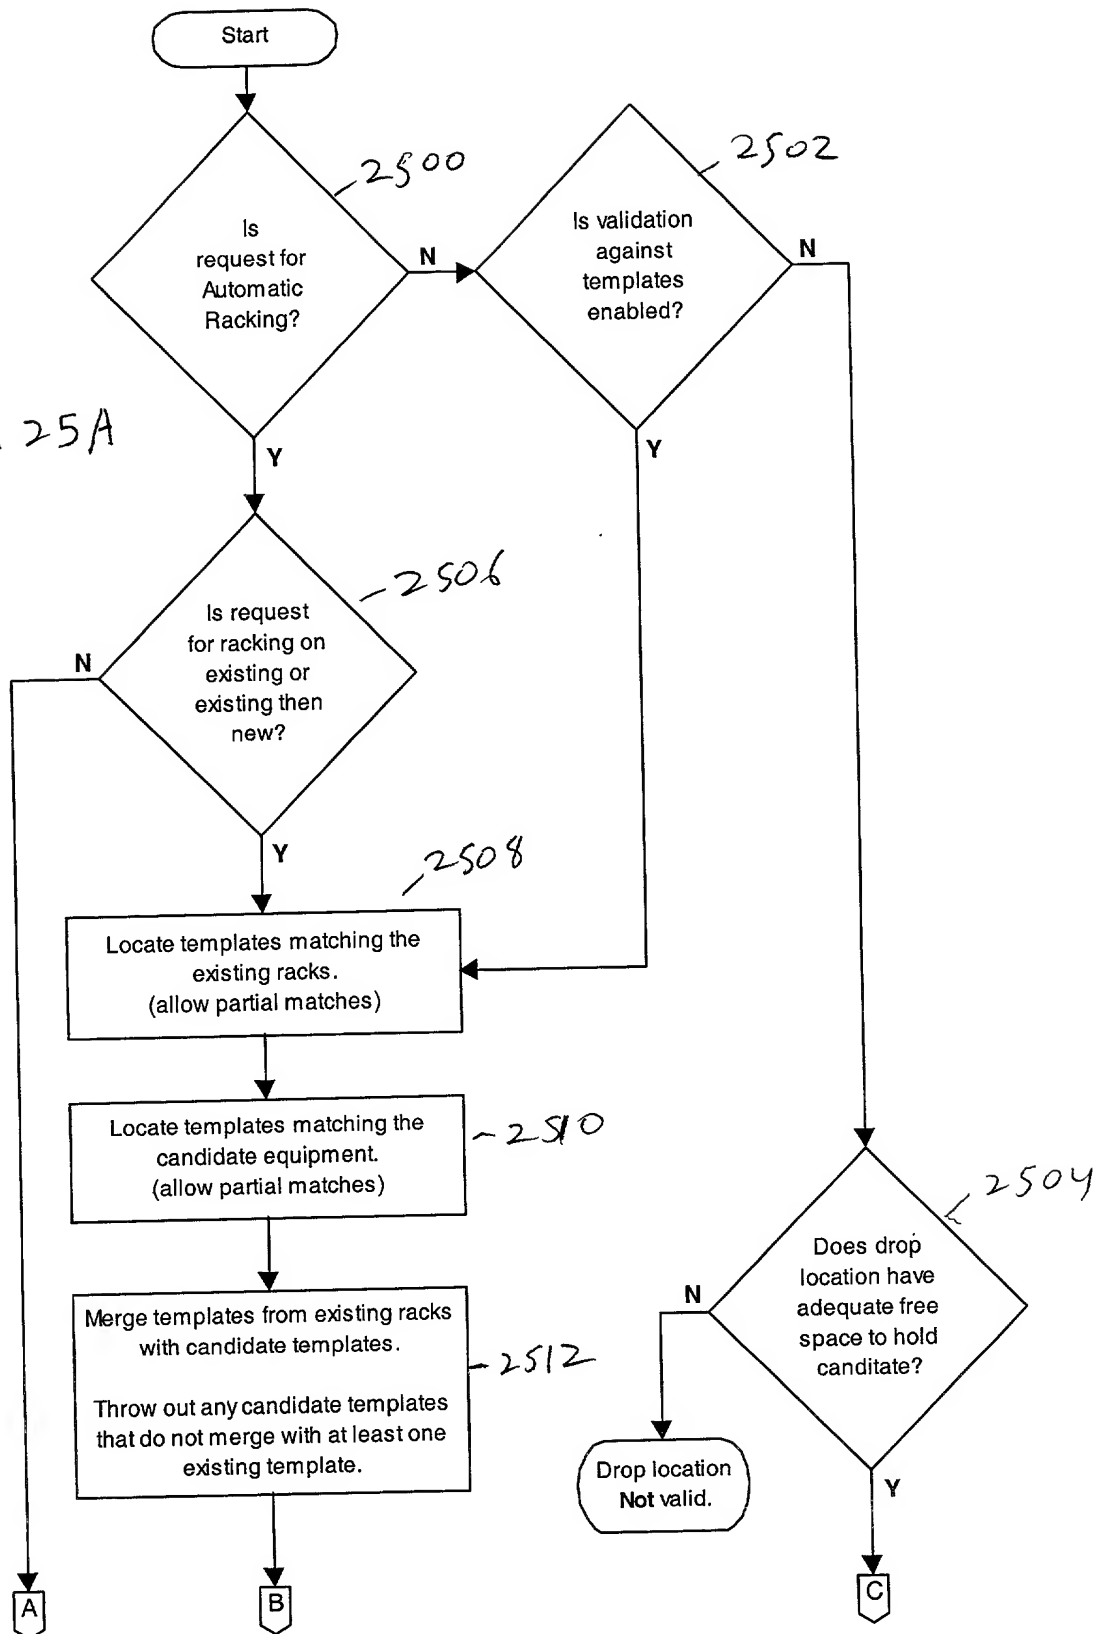 Start
2500
Is
request for
Automatic
Racking?
N
2502
Is validation
against
templates
enabled?
N
25A
Y
Y
2506
Is request
for racking on
existing or
existing then
new?
N
Y
2508
Locate templates matching the
existing racks.
(allow partial matches)
Locate templates matching the
candidate equipment.
(allow partial matches)
2510
2504
Does drop
location have
adequate free
space to hold
canditate?
N
Merge templates from existing racks
with candidate templates.
2512
Throw out any candidate templates
that do not merge with at least one
existing template.
Drop location
Not valid.
Y
A
B
C